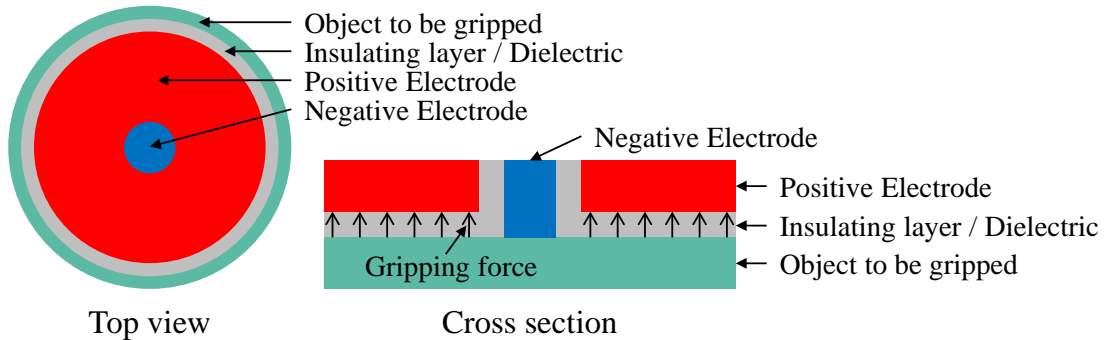 Object to be gripped
Insulating layer / Dielectric
Positive Electrode
Negative Electrode
Negative Electrode
Positive Electrode
Insulating layer / Dielectric
Gripping force
Object to be gripped
Top view
Cross section